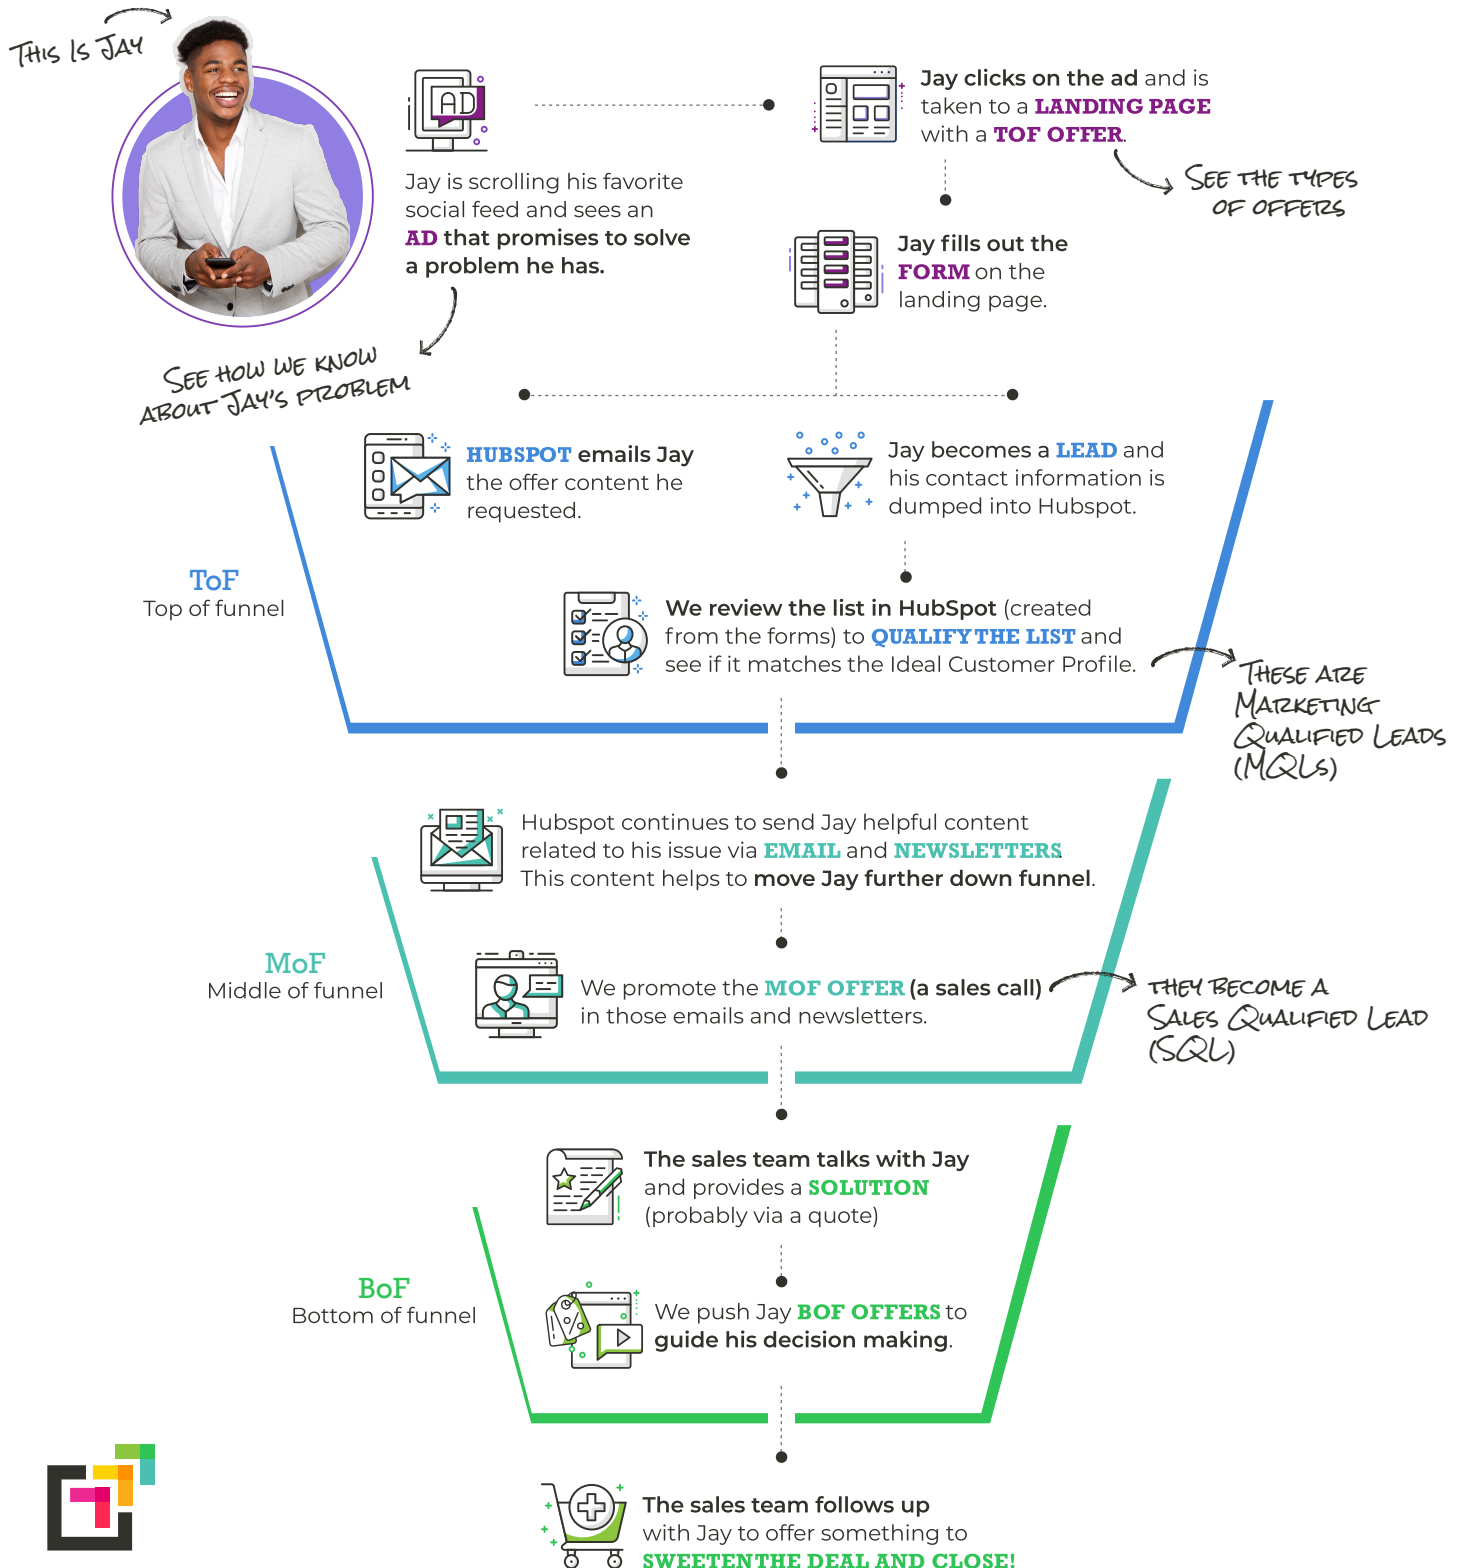 This Is Jay
AD
Jay is scrolling his favorite
social feed and sees an
AD that promises to solve
a problem he has.
See how we know
about Jay's problem
Jay clicks on the ad and is
taken to a LANDING PAGE
with a TOF OFFER.
See the types
of offers
Jay fills out the
FORM on the
landing page.
HUBSPOT emails Jay
the offer content he
requested.
Jay becomes a LEAD and
his contact information is
dumped into Hubspot.
ToF
Top of funnel
We review the list in HubSpot (created
from the forms) to QUALIFY THE LIST and
see if it matches the Ideal Customer Profile.
These are
Marketing
Qualified Leads
(MQLs)
Hubspot continues to send Jay helpful content
related to his issue via EMAIL and NEWSLETTERS.
This content helps to move Jay further down funnel.
MoF
Middle of funnel
We promote the MOF OFFER (a sales call)
in those emails and newsletters.
they become a
Sales Qualified Lead
(SQL)
The sales team talks with Jay
and provides a SOLUTION
(probably via a quote)
BoF
Bottom of funnel
We push Jay BOF OFFERS to
guide his decision making.
The sales team follows up
with Jay to offer something to
SWEETEN THE DEAL AND CLOSE!